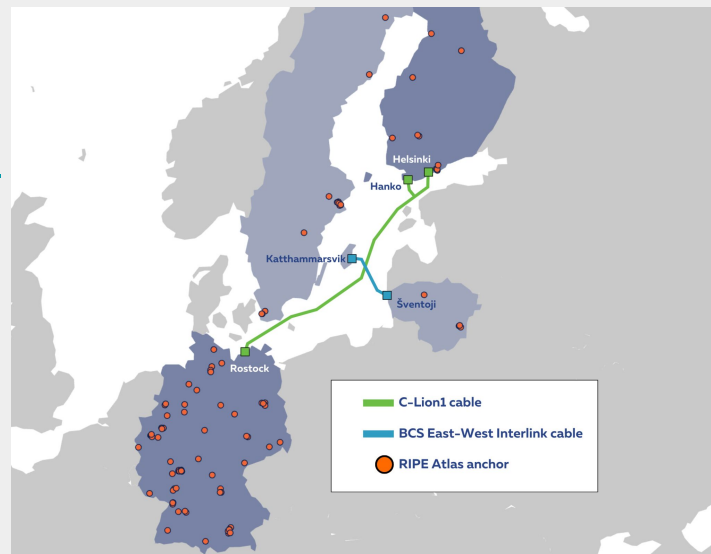 Helsinki
Hanko
Katthammarsvik
Šventoji
Rostock
C-Lion1 cable
BCS East-West Interlink cable
RIPE Atlas anchor